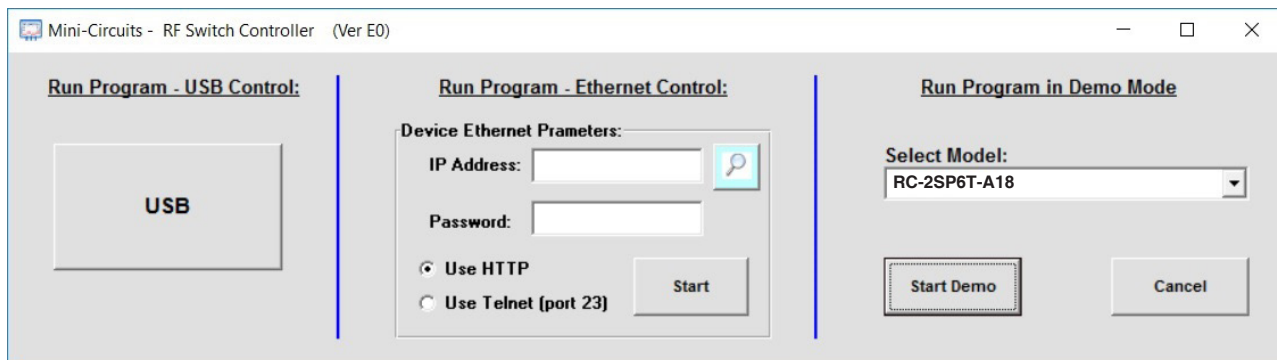 Mini-Circuits - RF Switch Controller (Ver E0)
Run Program - USB Control:
USB
Run Program - Ethernet Control:
Device Ethernet Prameters:
IP Address:
Password:
Use HTTP
Use Telnet (port 23)
Start
Run Program in Demo Mode
Select Model:
RC-2SP6T-A18
Start Demo
Cancel